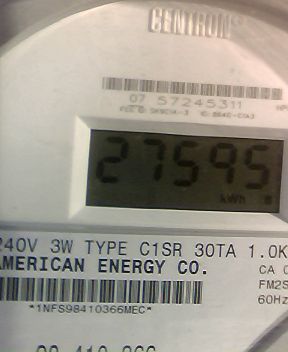 CENTRON
07 57245311
27595
kWh
240V 3W TYPE C1SR 30TA 1.0K
AMERICAN ENERGY CO.
CA
FM2S
60Hz
*1NFS98410366MEC*